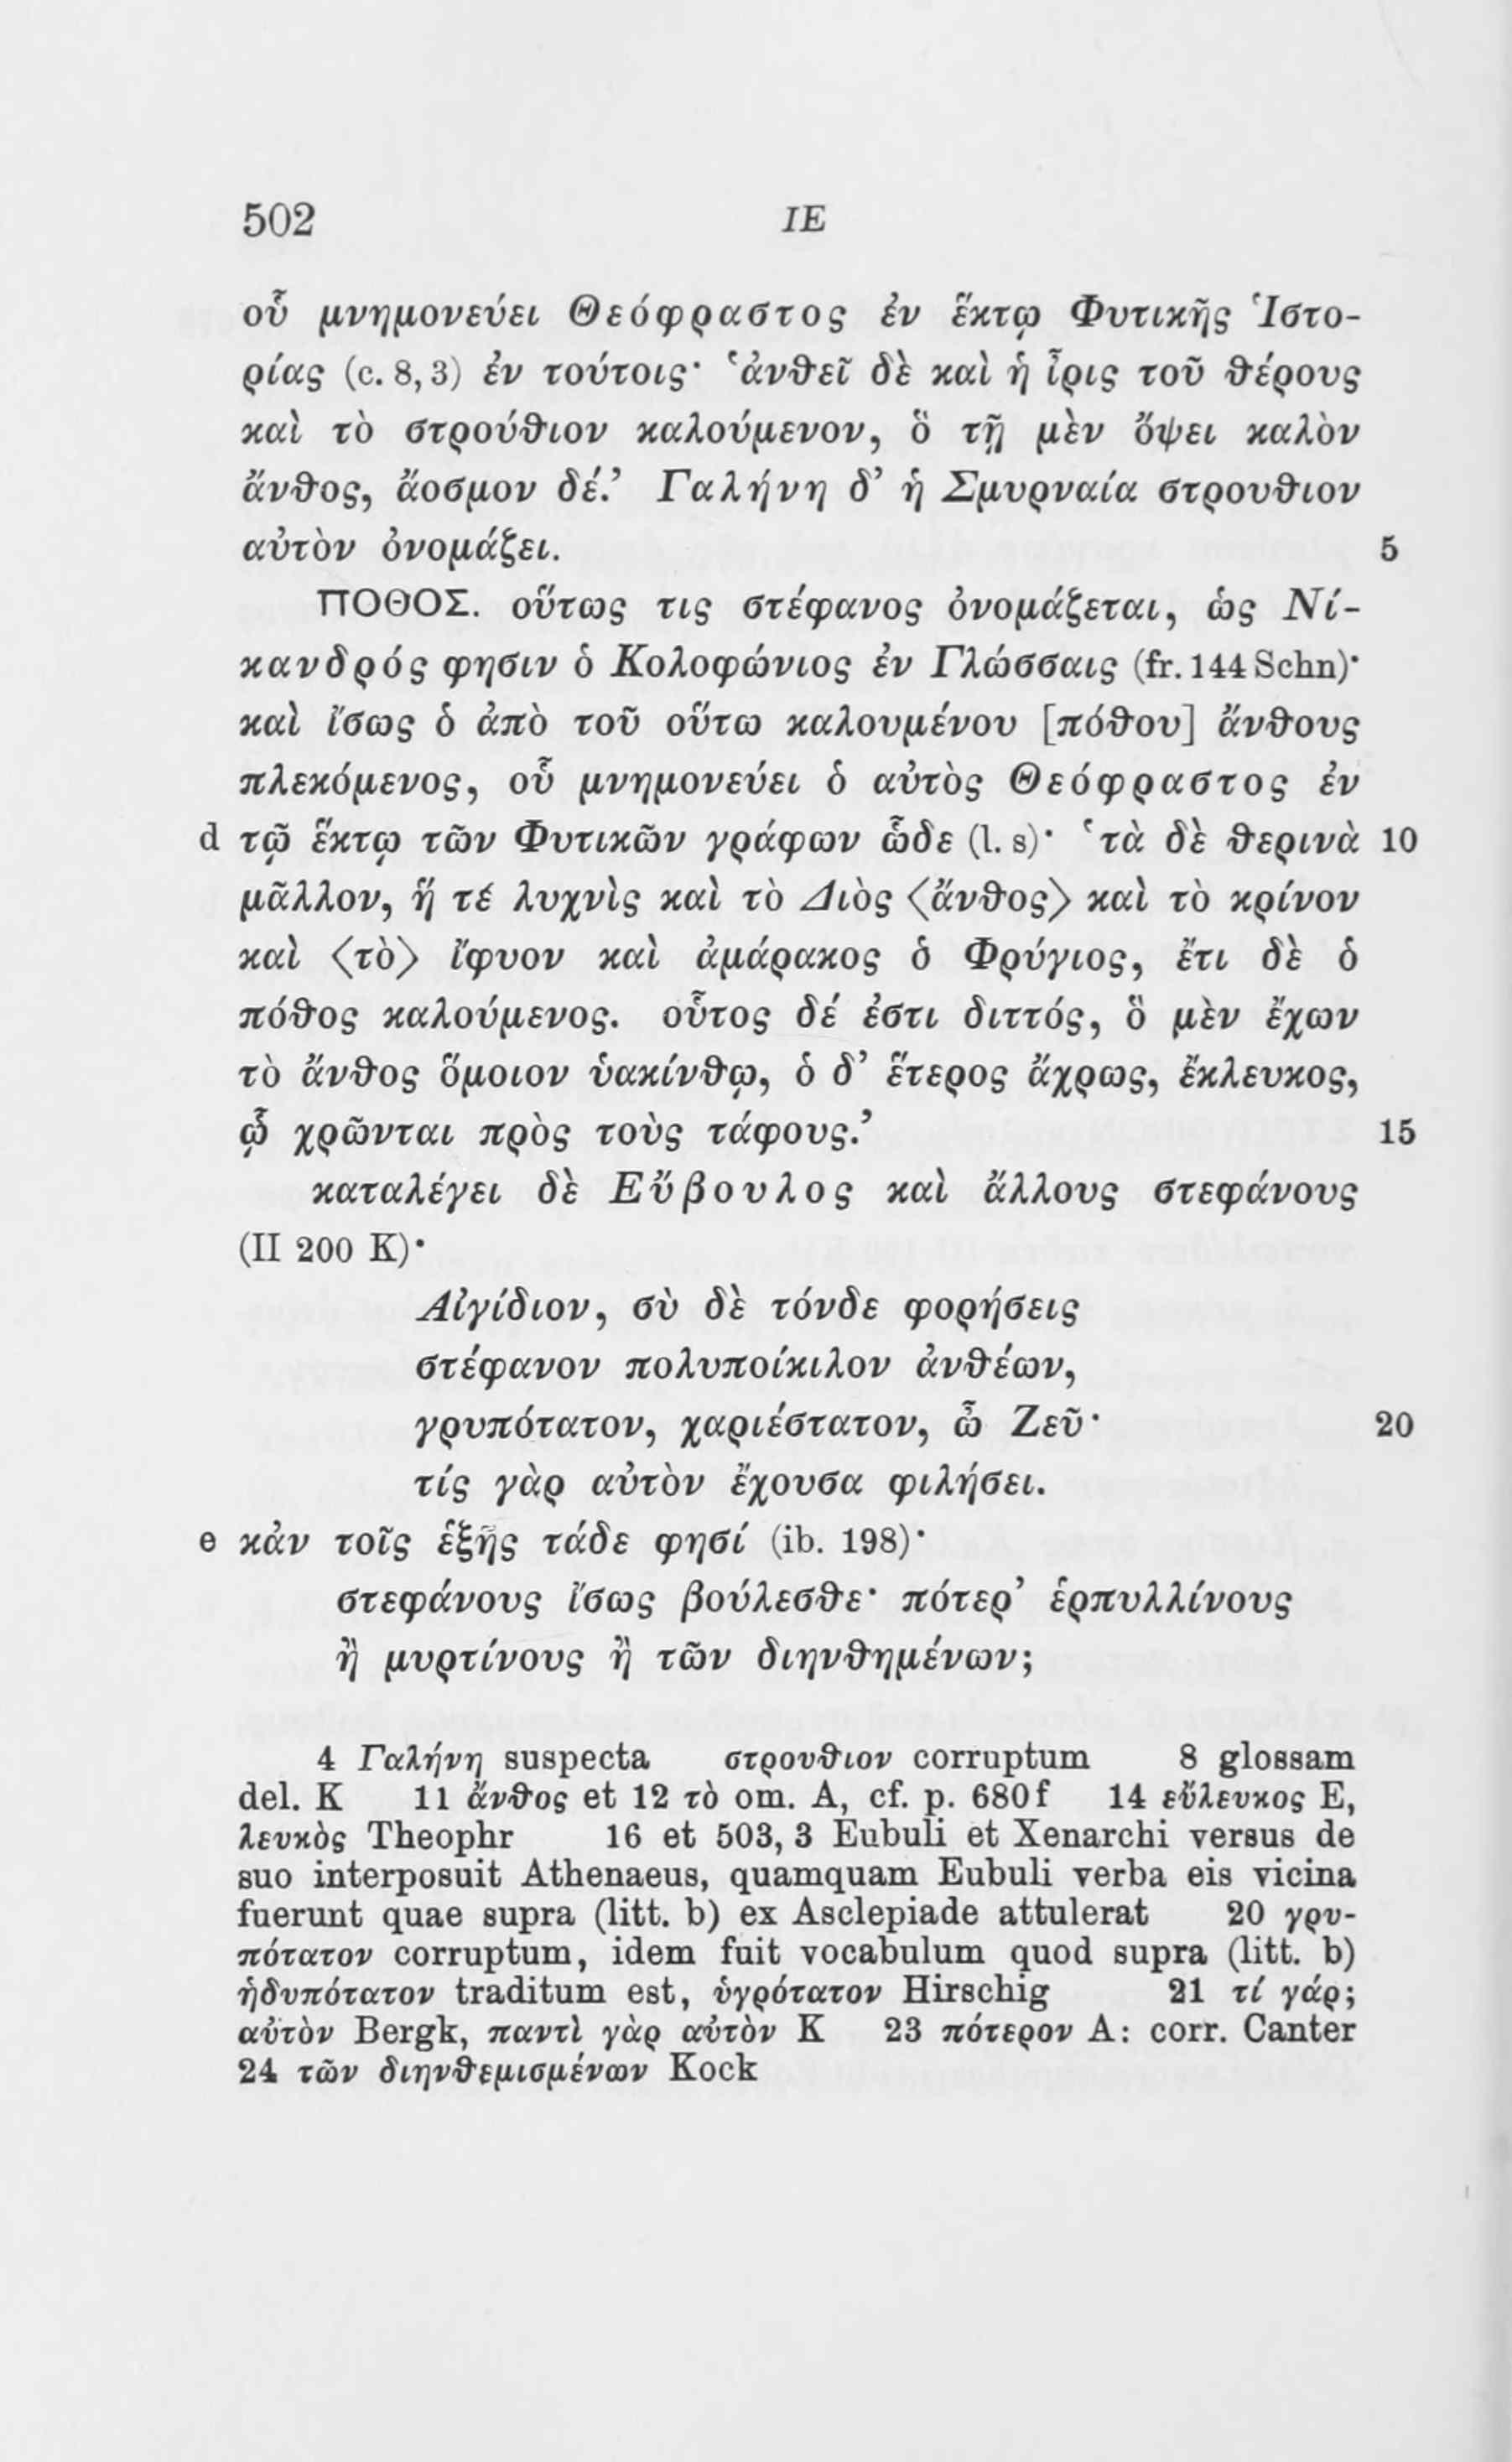 502 ΙΕ
οὗ μνημονεύει Θεόφραστος ἐν ἕκτῳ Φυτικῆς Ἱστο-
ρίας (c. 8, 3) ἐν τούτοις· ‘ἀνθεῖ δὲ καὶ ἡ ἶρις τοῦ θέρους
καὶ τὸ στρούθιον καλούμενον, ὃ τῇ μὲν ὄψει καλὸν
ἄνθος, ἄοσμον δέ.’ Γαλήνη δ’ ἡ Σμυρναία στρουθιον
αὐτὸν ὀνομάζει. 5
ΠΟΘΟΣ. οὕτως τις στέφανος ὀνομάζεται, ὡς Νί-
κανδρός φησιν ὁ Κολοφώνιος ἐν Γλώσσαις (fr. 144 Schn)·
καὶ ἴσως ὁ ἀπὸ τοῦ οὕτω καλουμένου [πόθου] ἄνθους
πλεκόμενος, οὗ μνημονεύει ὁ αὐτὸς Θεόφραστος ἐν
d τῷ ἕκτῳ τῶν Φυτικῶν γράφων ὧδε (l. s)· ‘τὰ δὲ θερινὰ 10
μᾶλλον, ἥ τέ λυχνὶς καὶ τὸ Διὸς <ἄνθος> καὶ τὸ κρίνον
καὶ <τὸ> ἴφυον καὶ ἀμάρακος ὁ Φρύγιος, ἔτι δὲ ὁ
πόθος καλούμενος. οὗτος δέ ἐστι διττός, ὃ μὲν ἔχων
τὸ ἄνθος ὅμοιον ὑακίνθῳ, ὁ δ’ ἕτερος ἄχρως, ἔκλευκος,
ᾧ χρῶνται πρὸς τοὺς τάφους.’ 15
καταλέγει δὲ Εὔβουλος καὶ ἄλλους στεφάνους
(II 200 K)·
Αἰγίδιον, σὺ δὲ τόνδε φορήσεις
στέφανον πολυποίκιλον ἀνθέων,
γρυπότατον, χαριέστατον, ὦ Ζεῦ· 20
τίς γὰρ αὐτὸν ἔχουσα φιλήσει.
e κἀν τοῖς ἑξῆς τάδε φησί (ib. 198)·
στεφάνους ἴσως βούλεσθε· πότερ’ ἑρπυλλίνους
ἢ μυρτίνους ἢ τῶν διηνθημένων;
4 Γαλήνη suspecta στρουθιον corruptum 8 glossam
del. K 11 ἄνθος et 12 τὸ om. A, cf. p. 680 f 14 εὔλευκος E,
λευκὸς Theophr 16 et 503, 3 Eubuli et Xenarchi versus de
suo interposuit Athenaeus, quamquam Eubuli verba eis vicina
fuerunt quae supra (litt. b) ex Asclepiade attulerat 20 γρυ-
πότατον corruptum, idem fuit vocabulum quod supra (litt. b)
ἡδυπότατον traditum est, ὑγρότατον Hirschig 21 τί γάρ;
αὐτὸν Bergk, παντὶ γὰρ αὐτὸν K 23 πότερον A: corr. Canter
24 τῶν διηνθεμισμένων Kock